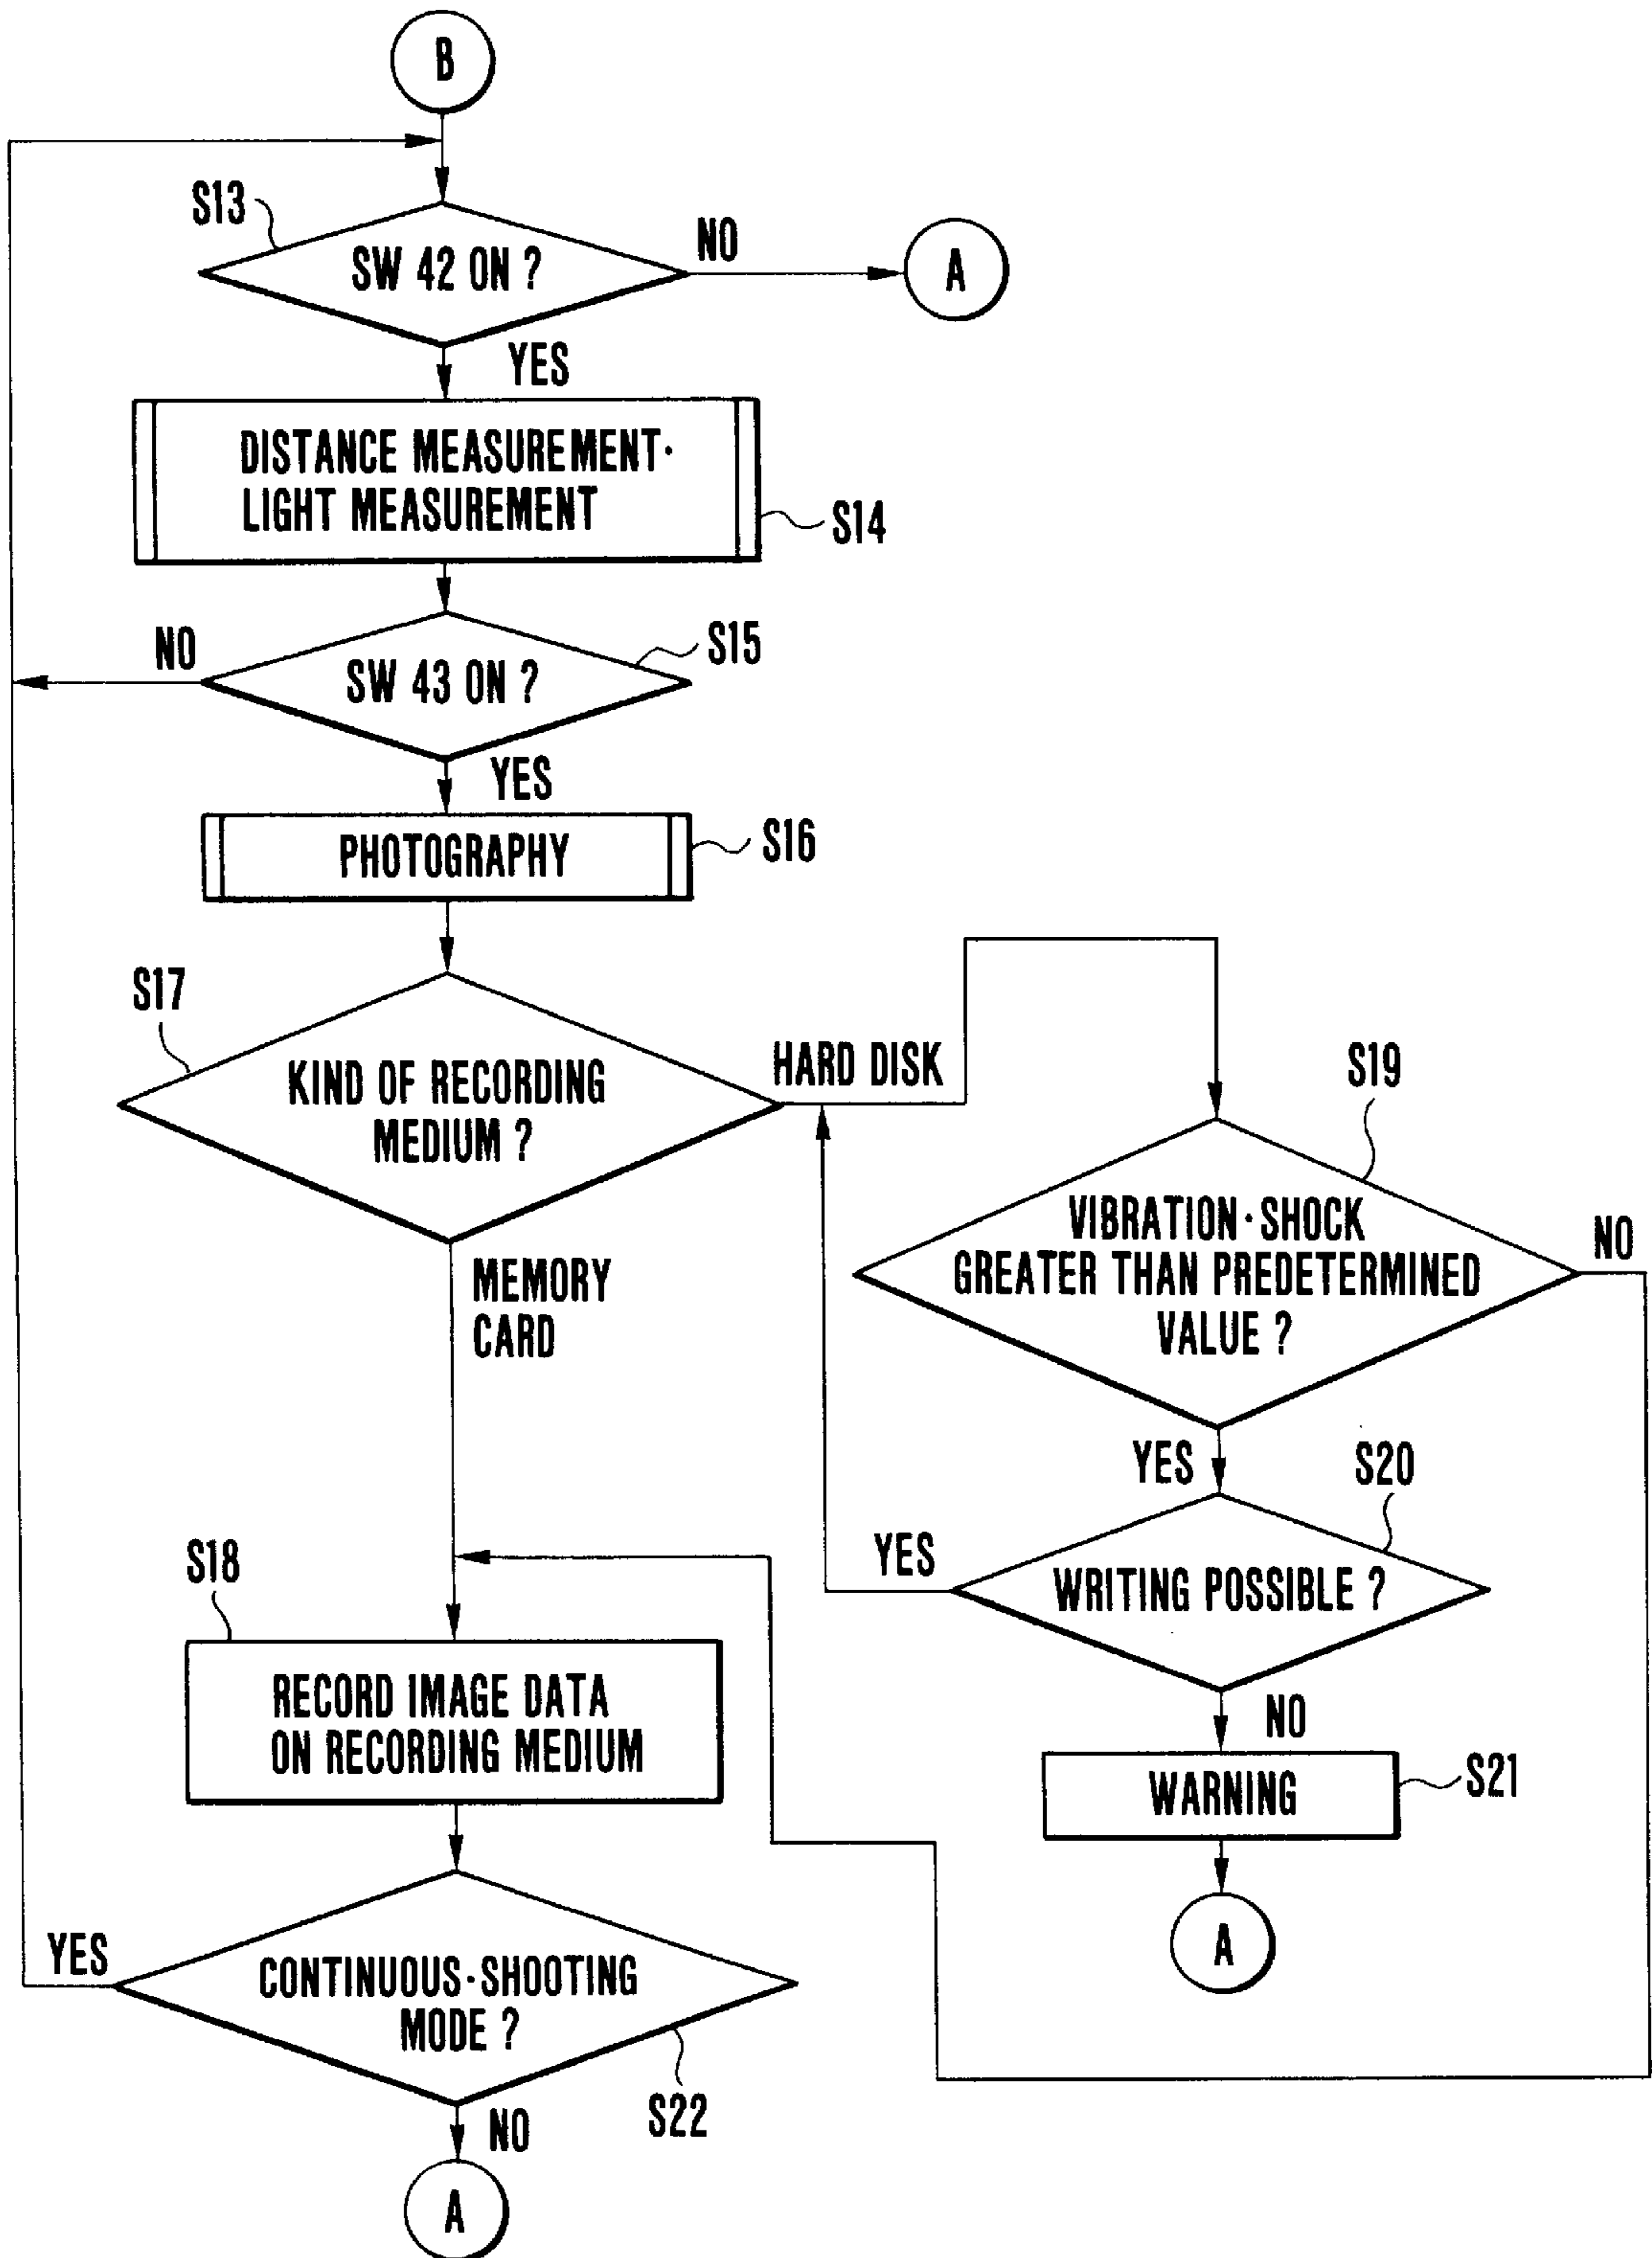 B
S13
SW 42 ON ?
NO
A
YES
DISTANCE MEASUREMENT·
LIGHT MEASUREMENT
S14
NO
SW 43 ON ?
S15
YES
PHOTOGRAPHY
S16
S17
KIND OF RECORDING
MEDIUM ?
HARD DISK
MEMORY
CARD
S19
VIBRATION·SHOCK
GREATER THAN PREDETERMINED
VALUE ?
NO
YES
S20
WRITING POSSIBLE ?
YES
NO
WARNING
S21
A
S18
RECORD IMAGE DATA
ON RECORDING MEDIUM
YES
CONTINUOUS-SHOOTING
MODE ?
S22
NO
A